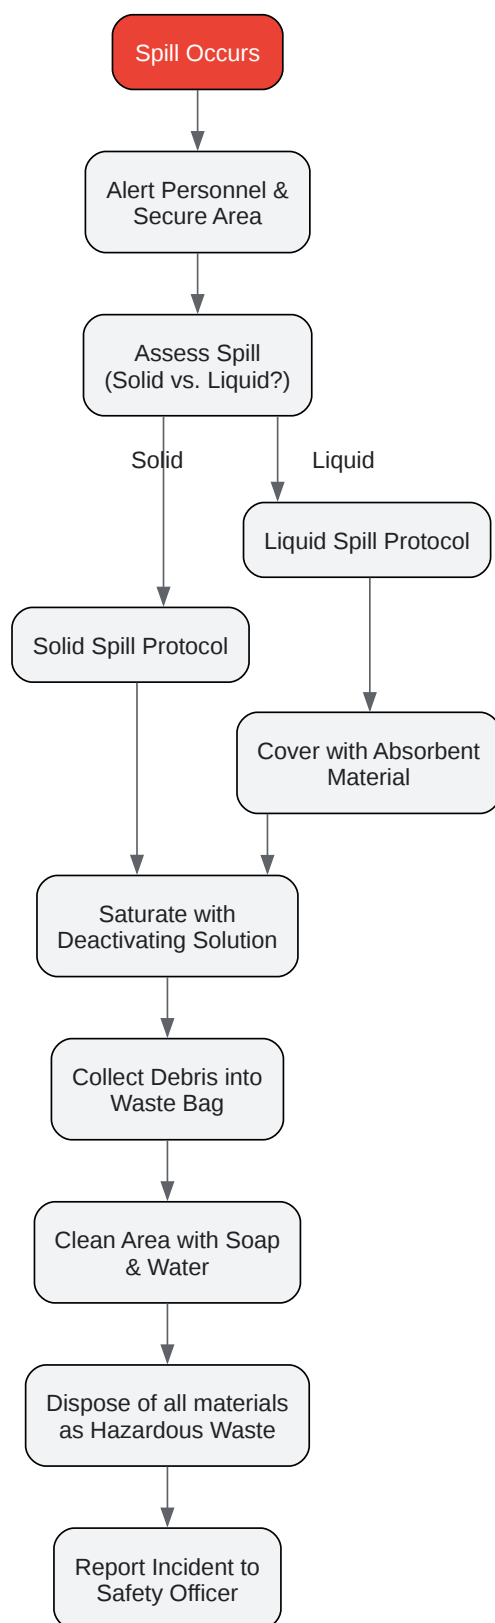 Spill Occurs
Alert Personnel &
Secure Area
Assess Spill
(Solid vs. Liquid?)
Solid
Liquid
Liquid Spill Protocol
Solid Spill Protocol
Cover with Absorbent
Material
Saturate with
Deactivating Solution
Collect Debris into
Waste Bag
Clean Area with Soap
& Water
Dispose of all materials
as Hazardous Waste
Report Incident to
Safety Officer